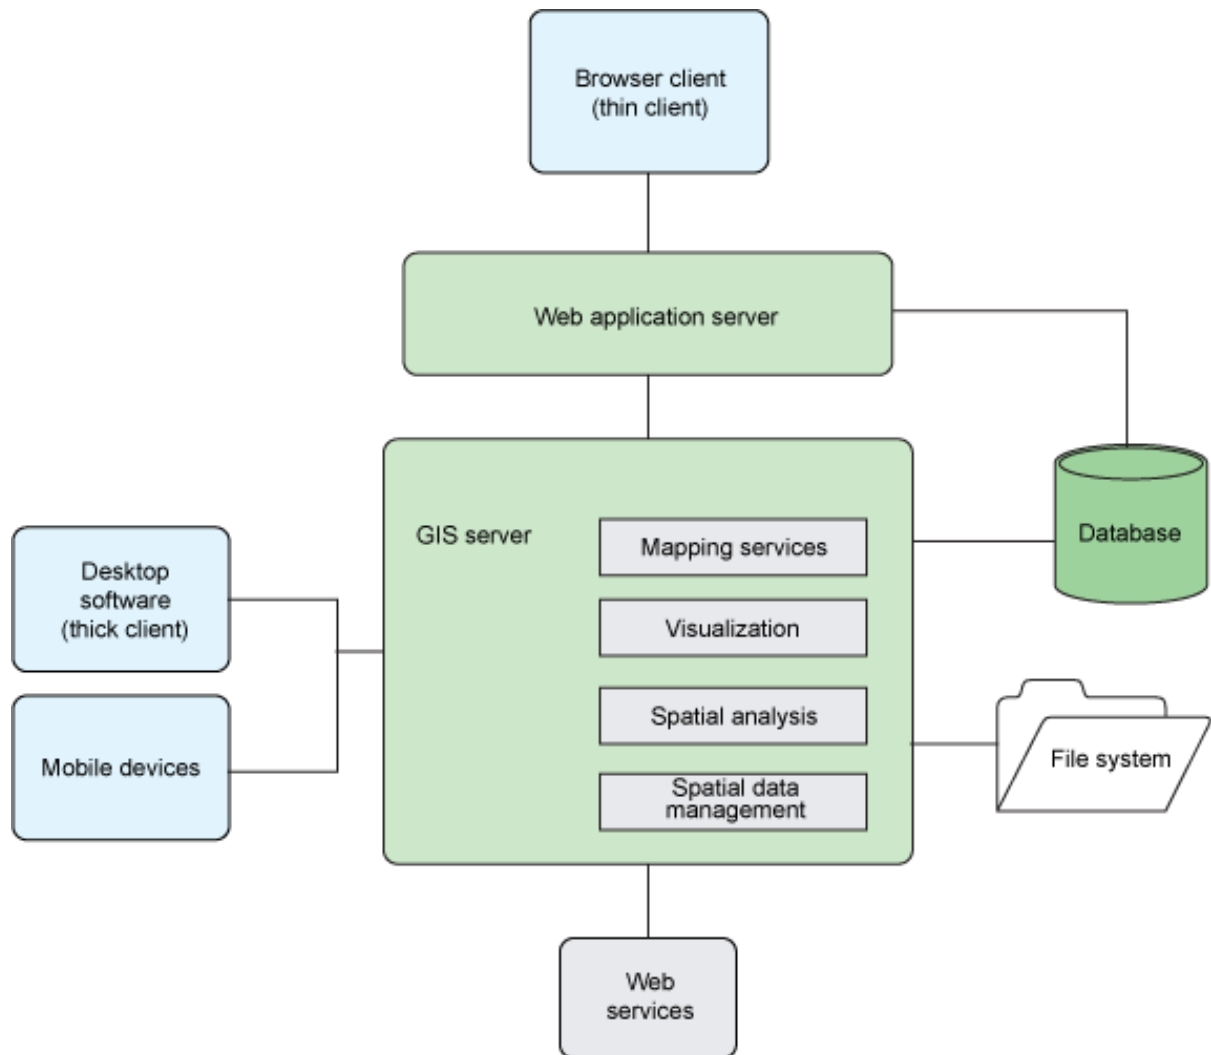 Browser client
(thin client)
Web application server
GIS server
Mapping services
Visualization
Spatial analysis
Spatial data
management
Database
File system
Desktop
software
(thick client)
Mobile devices
Web
services